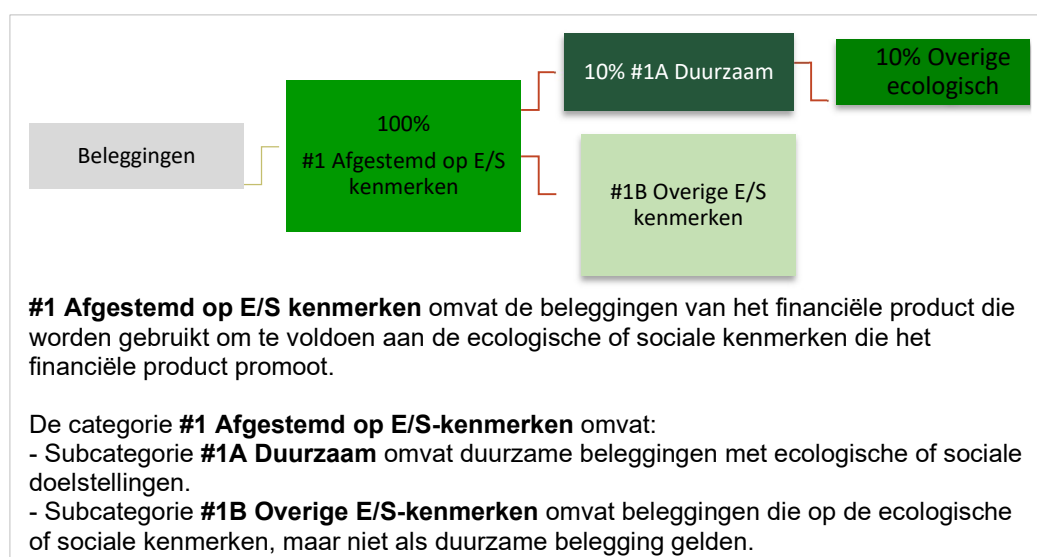 Beleggingen
100%
#1 Afgestemd op E/S
kenmerken
10% #1A Duurzaam
10% Overige
ecologisch
#1B Overige E/S
kenmerken
#1 Afgestemd op E/S kenmerken omvat de beleggingen van het financiële product die
worden gebruikt om te voldoen aan de ecologische of sociale kenmerken die het
financiële product promoot.
De categorie #1 Afgestemd op E/S-kenmerken omvat:
- Subcategorie #1A Duurzaam omvat duurzame beleggingen met ecologische of sociale
doelstellingen.
- Subcategorie #1B Overige E/S-kenmerken omvat beleggingen die op de ecologische
of sociale kenmerken, maar niet als duurzame belegging gelden.